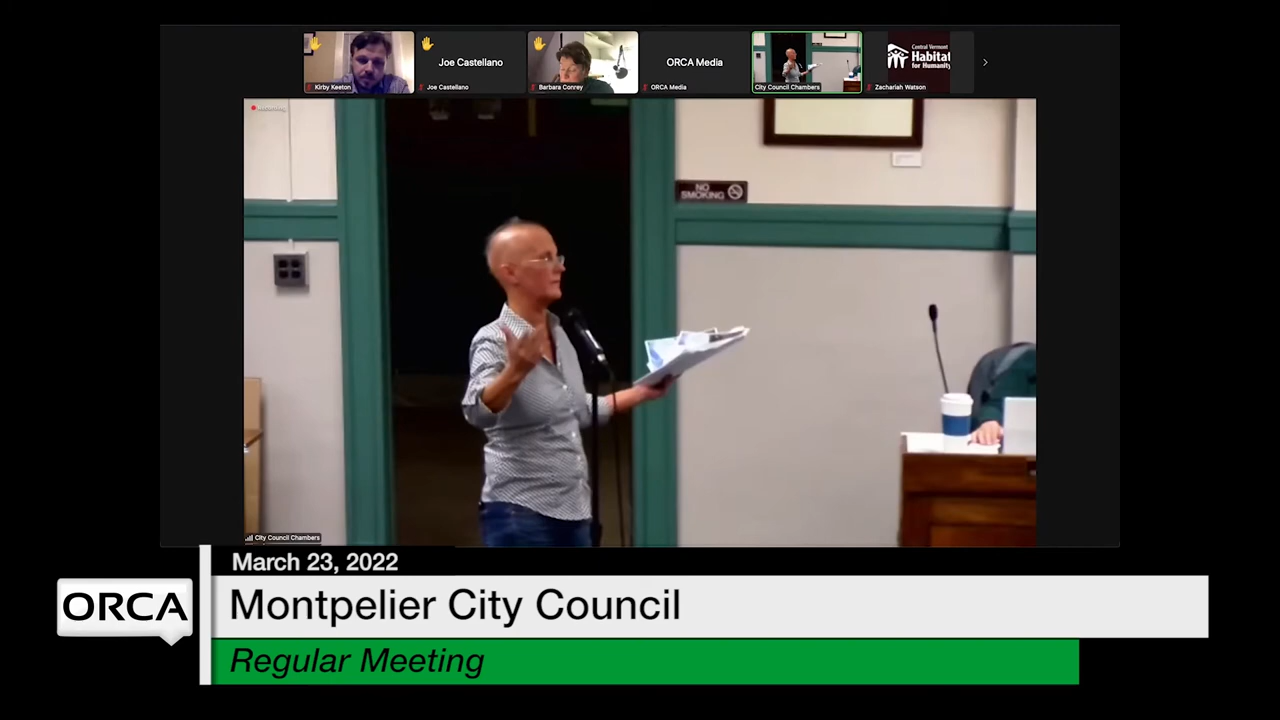 Joe Castellano
ORCA Media
Central Vermont
Habitat
for Humanity
Kirby Keeton
Joe Castellano
Barbara Conrey
ORCA Media
City Council Chambers
Zachariah Watson
NO
SMOKING
City Council Chambers
March 23, 2022
ORCA
Montpelier City Council
Regular Meeting